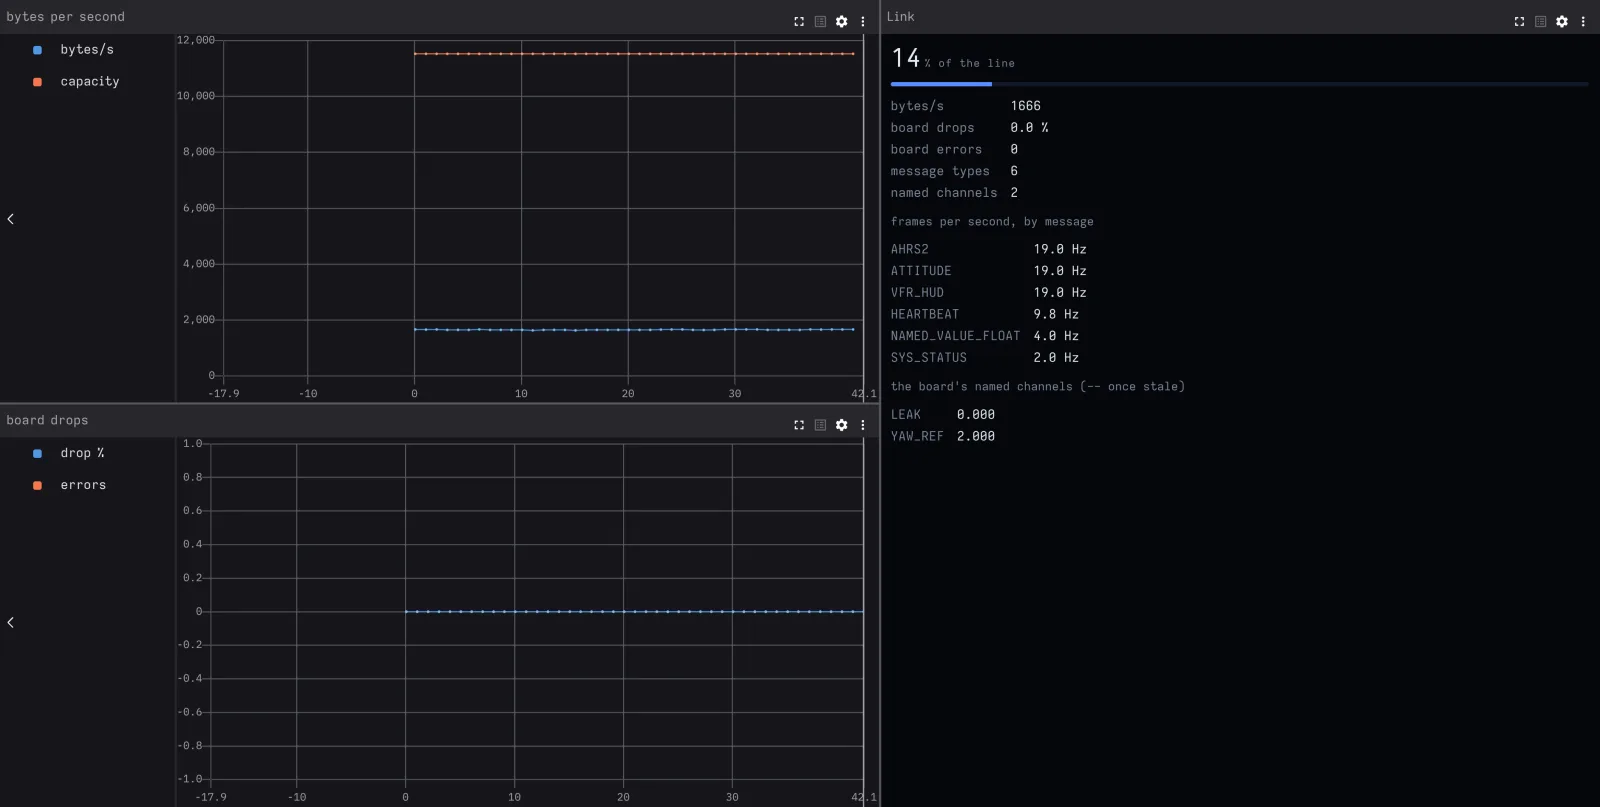 bytes per second
bytes/s
capacity
12,000
10,000
8,000
6,000
4,000
2,000
0
-17.9
-10
0
10
20
30
42.1
board drops
drop %
errors
1.0
0.8
0.6
0.4
0.2
0
-0.2
-0.4
-0.6
-0.8
-1.0
-17.9
-10
0
10
20
30
42.1
Link
14 % of the line
bytes/s 1666
board drops 0.0 %
board errors 0
message types 6
named channels 2
frames per second, by message
AHRS2 19.0 Hz
ATTITUDE 19.0 Hz
VFR_HUD 19.0 Hz
HEARTBEAT 9.8 Hz
NAMED_VALUE_FLOAT 4.0 Hz
SYS_STATUS 2.0 Hz
the board's named channels (-- once stale)
LEAK 0.000
YAW_REF 2.000